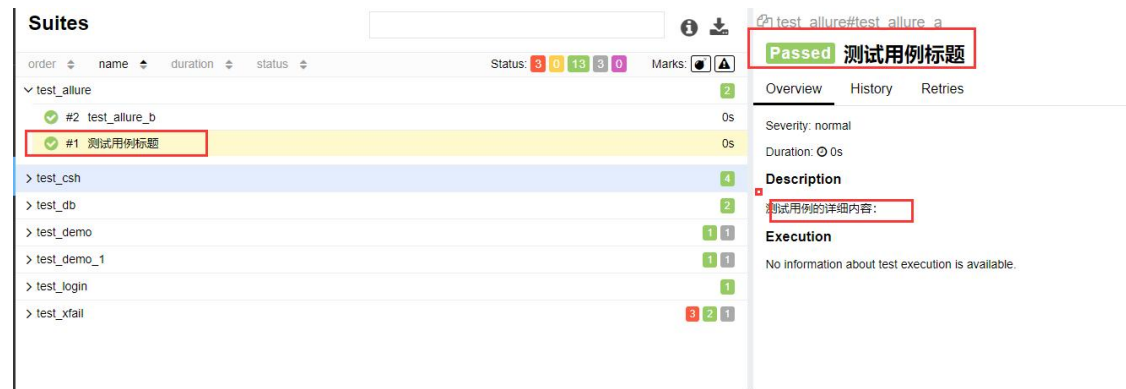 Suites
order name duration status Status: 3 0 13 3 0 Marks:
test_allure 2
#2 test_allure_b 0s
#1 测试用例标题 0s
test_csh 4
test_db 2
test_demo 1 1
test_demo_1 1 1
test_login 1
test_xfail 3 2 1
test_allure#test_allure_a
Passed 测试用例标题
Overview History Retries
Severity: normal
Duration: 0s
Description
测试用例的详细内容:
Execution
No information about test execution is available.